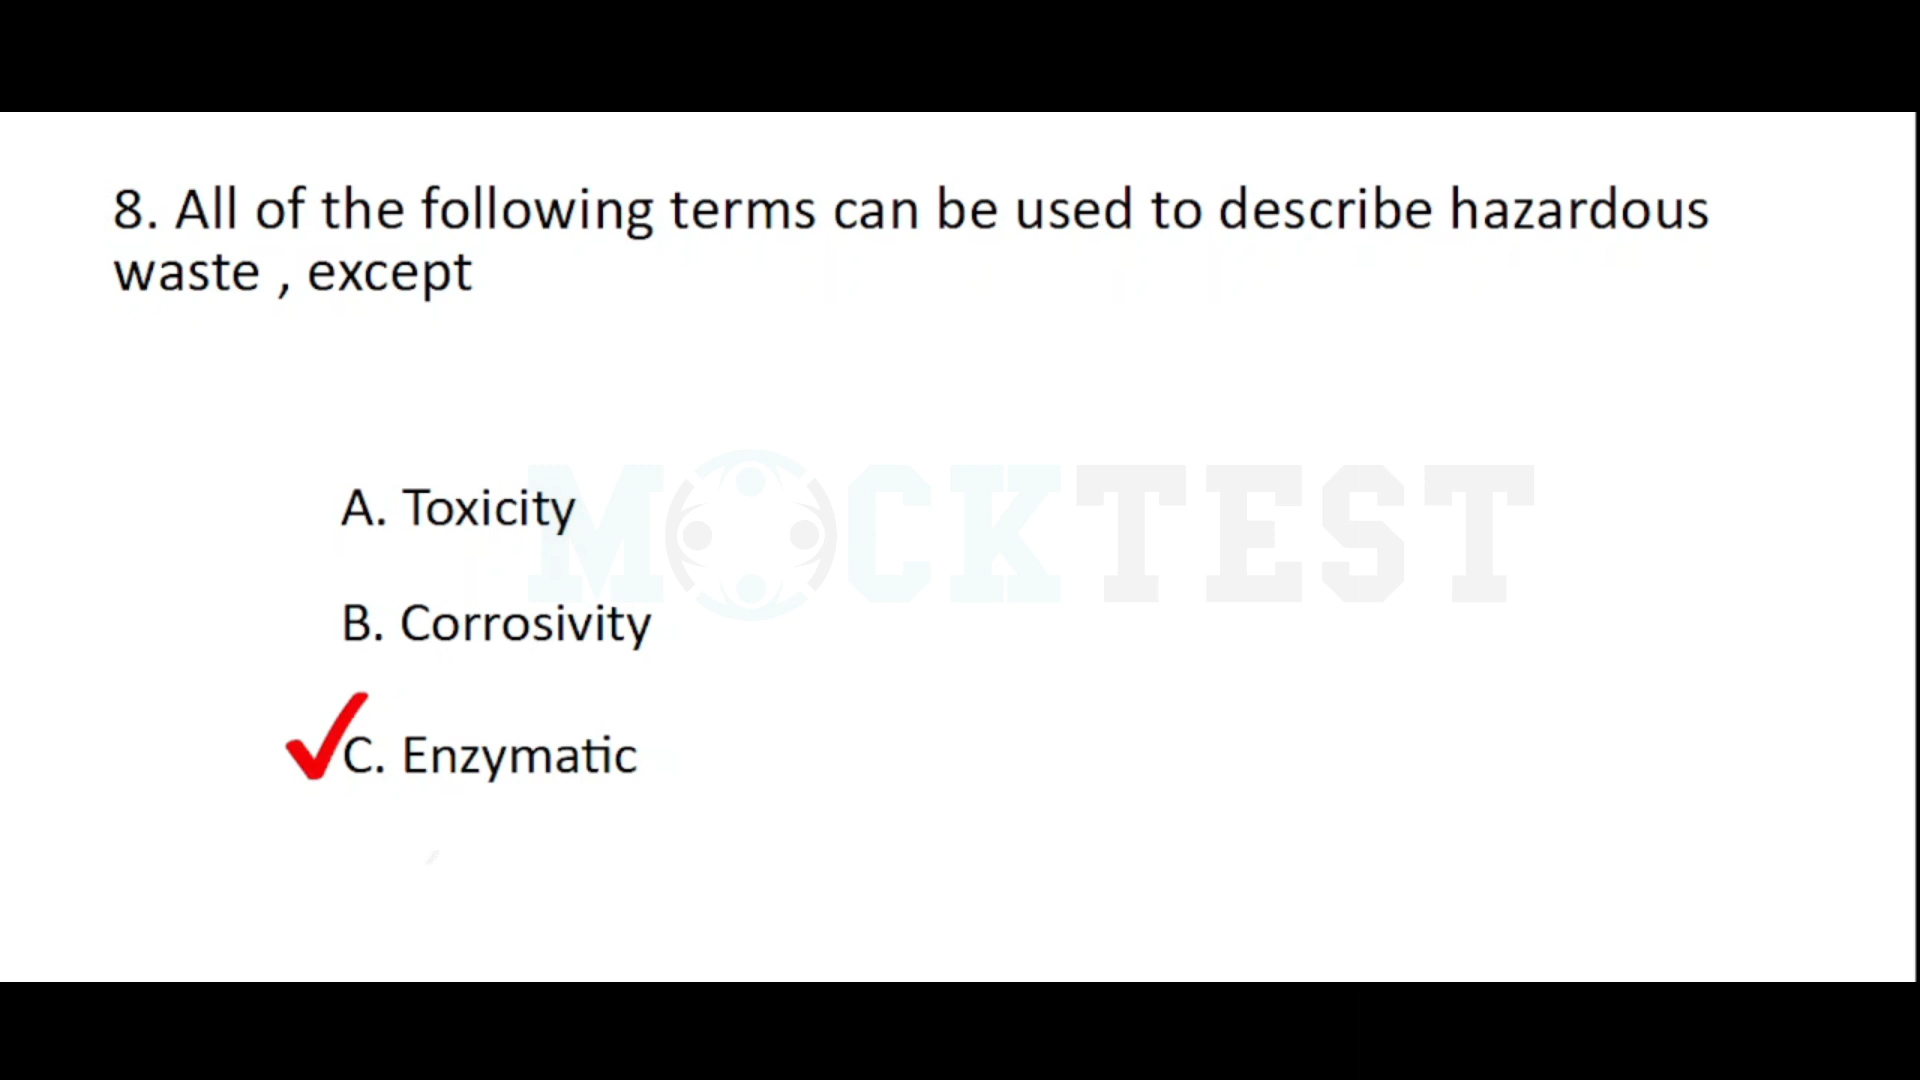 8. All of the following terms can be used to describe hazardous
waste , except
MOCKTEST
A. Toxicity
B. Corrosivity
C. Enzymatic